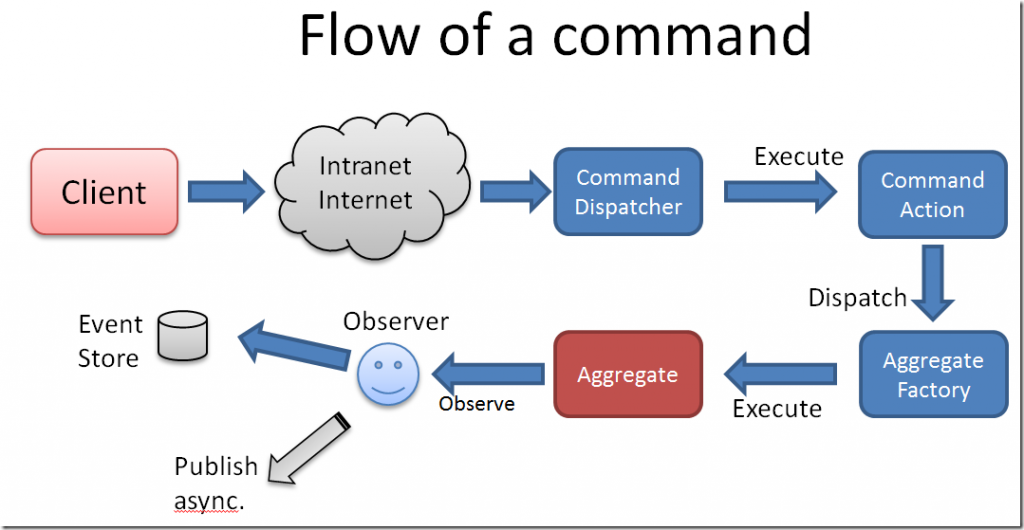 Flow of a command
Client
Intranet
Internet
Command
Dispatcher
Execute
Command
Action
Dispatch
Aggregate
Factory
Execute
Aggregate
Observe
Observer
Event
Store
Publish
async.